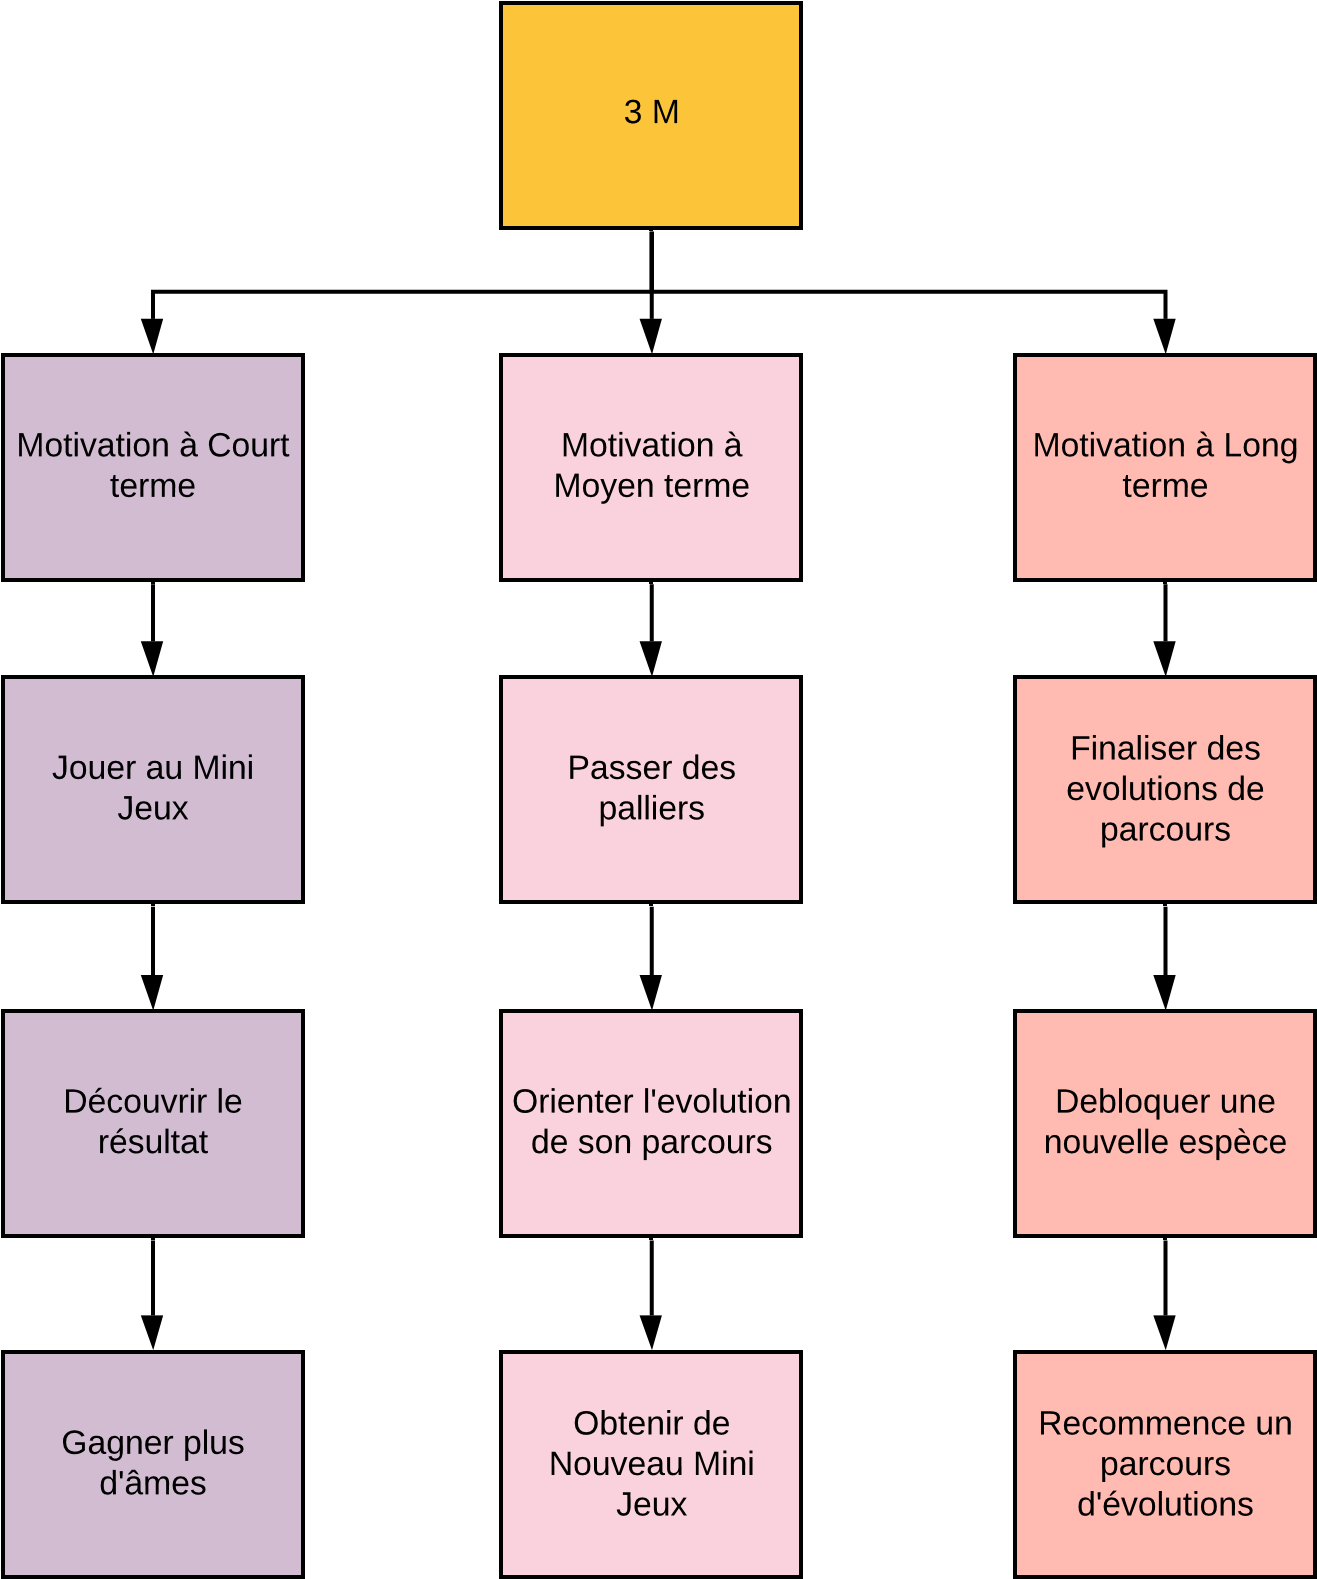 3 M
Motivation à Court
terme
Motivation à
Moyen terme
Motivation à Long
terme
Jouer au Mini
Jeux
Passer des
palliers
Finaliser des
evolutions de
parcours
Découvrir le
résultat
Orienter l'evolution
de son parcours
Debloquer une
nouvelle espèce
Gagner plus
d'âmes
Obtenir de
Nouveau Mini
Jeux
Recommence un
parcours
d'évolutions